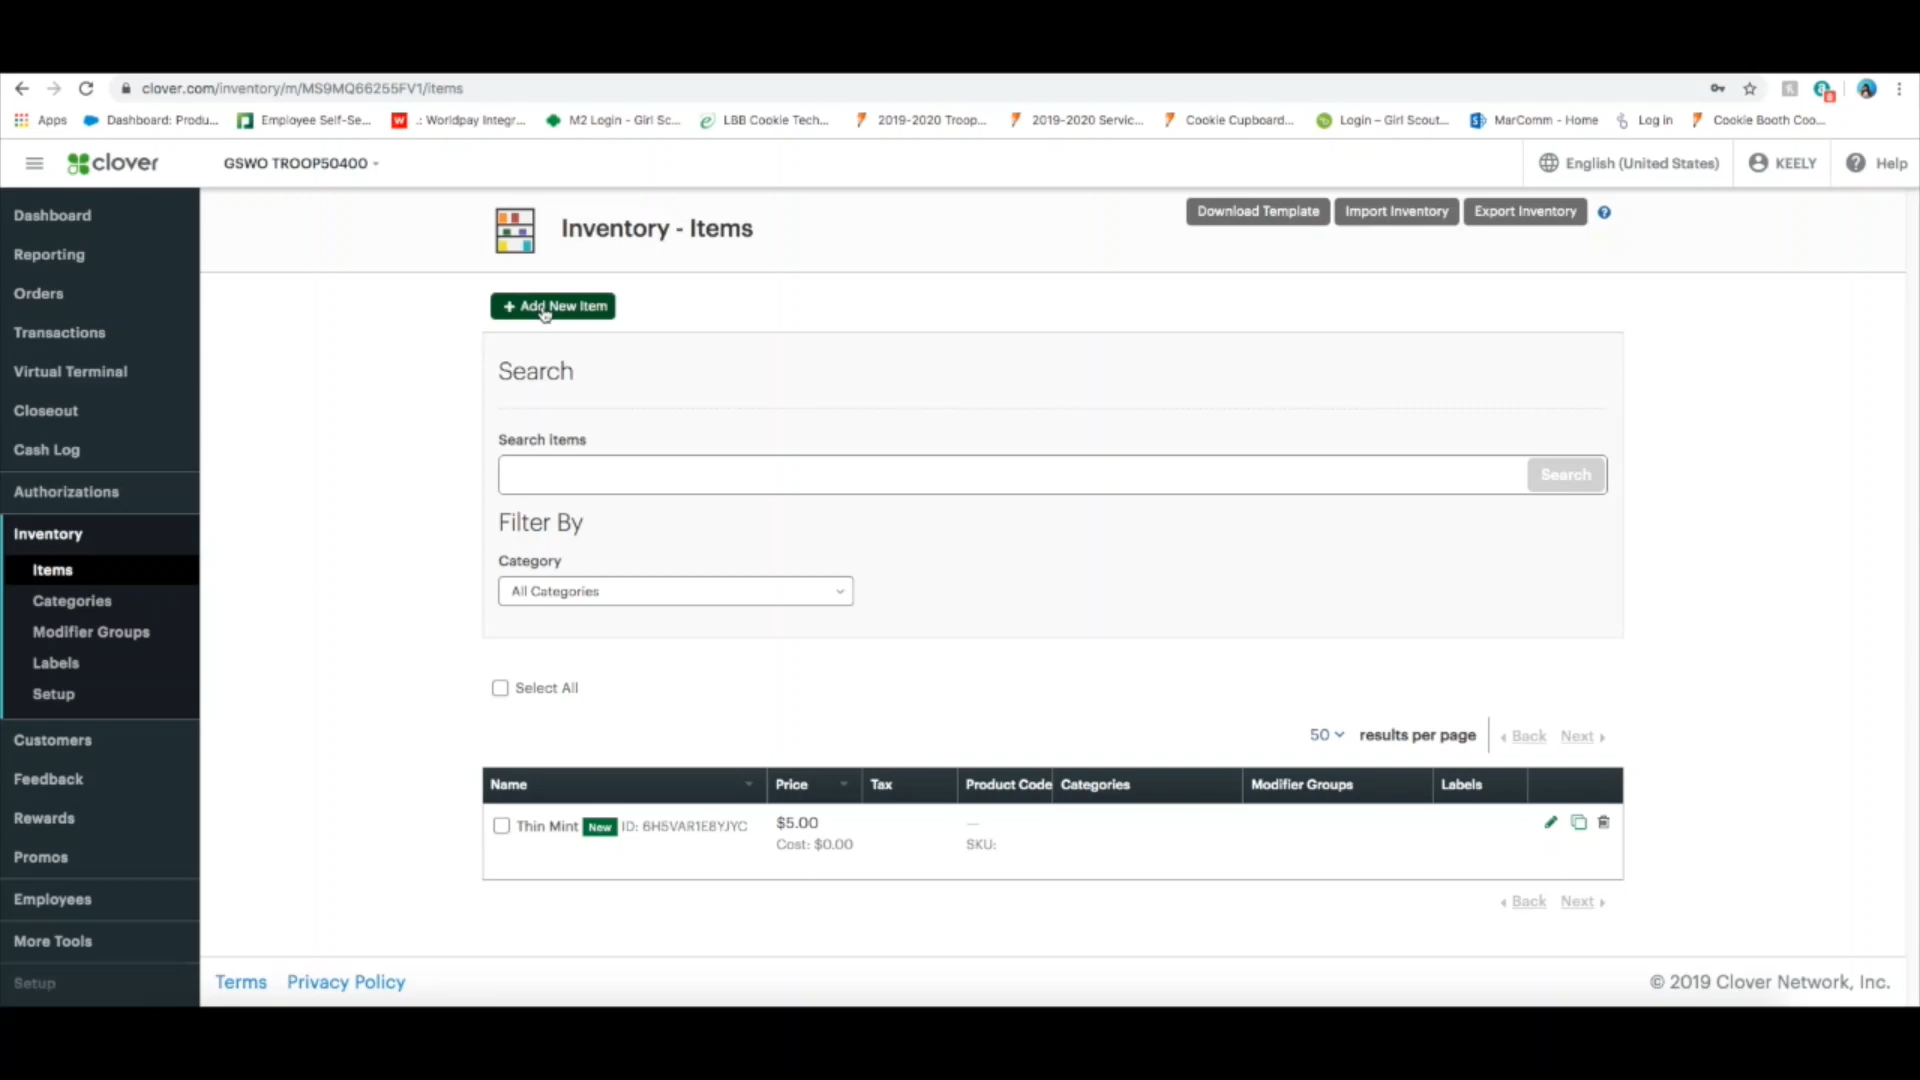 clover.com/inventory/m/MS9MQ66255FV1/items
Apps Dashboard: Produ... Employee Self-Se... .: Worldpay Integr... M2 Login - Girl Sc... LBB Cookie Tech... 2019-2020 Troop... 2019-2020 Servic... Cookie Cupboard... Login – Girl Scout... MarComm - Home Log in Cookie Booth Coo...
clover GSWO TROOP50400 English (United States) KEELY Help
Dashboard
Reporting
Orders
Transactions
Virtual Terminal
Closeout
Cash Log
Authorizations
Inventory
Items
Categories
Modifier Groups
Labels
Setup
Customers
Feedback
Rewards
Promos
Employees
More Tools
Setup
Inventory - Items
Download Template Import Inventory Export Inventory ?
+ Add New Item
Search
Search Items
Search
Filter By
Category
All Categories
Select All
50 results per page Back Next
Name Price Tax Product Code Categories Modifier Groups Labels
Thin Mint New ID: 6H5VAR1E8YJYC $5.00 —
Cost: $0.00 SKU:
Back Next
Terms Privacy Policy © 2019 Clover Network, Inc.